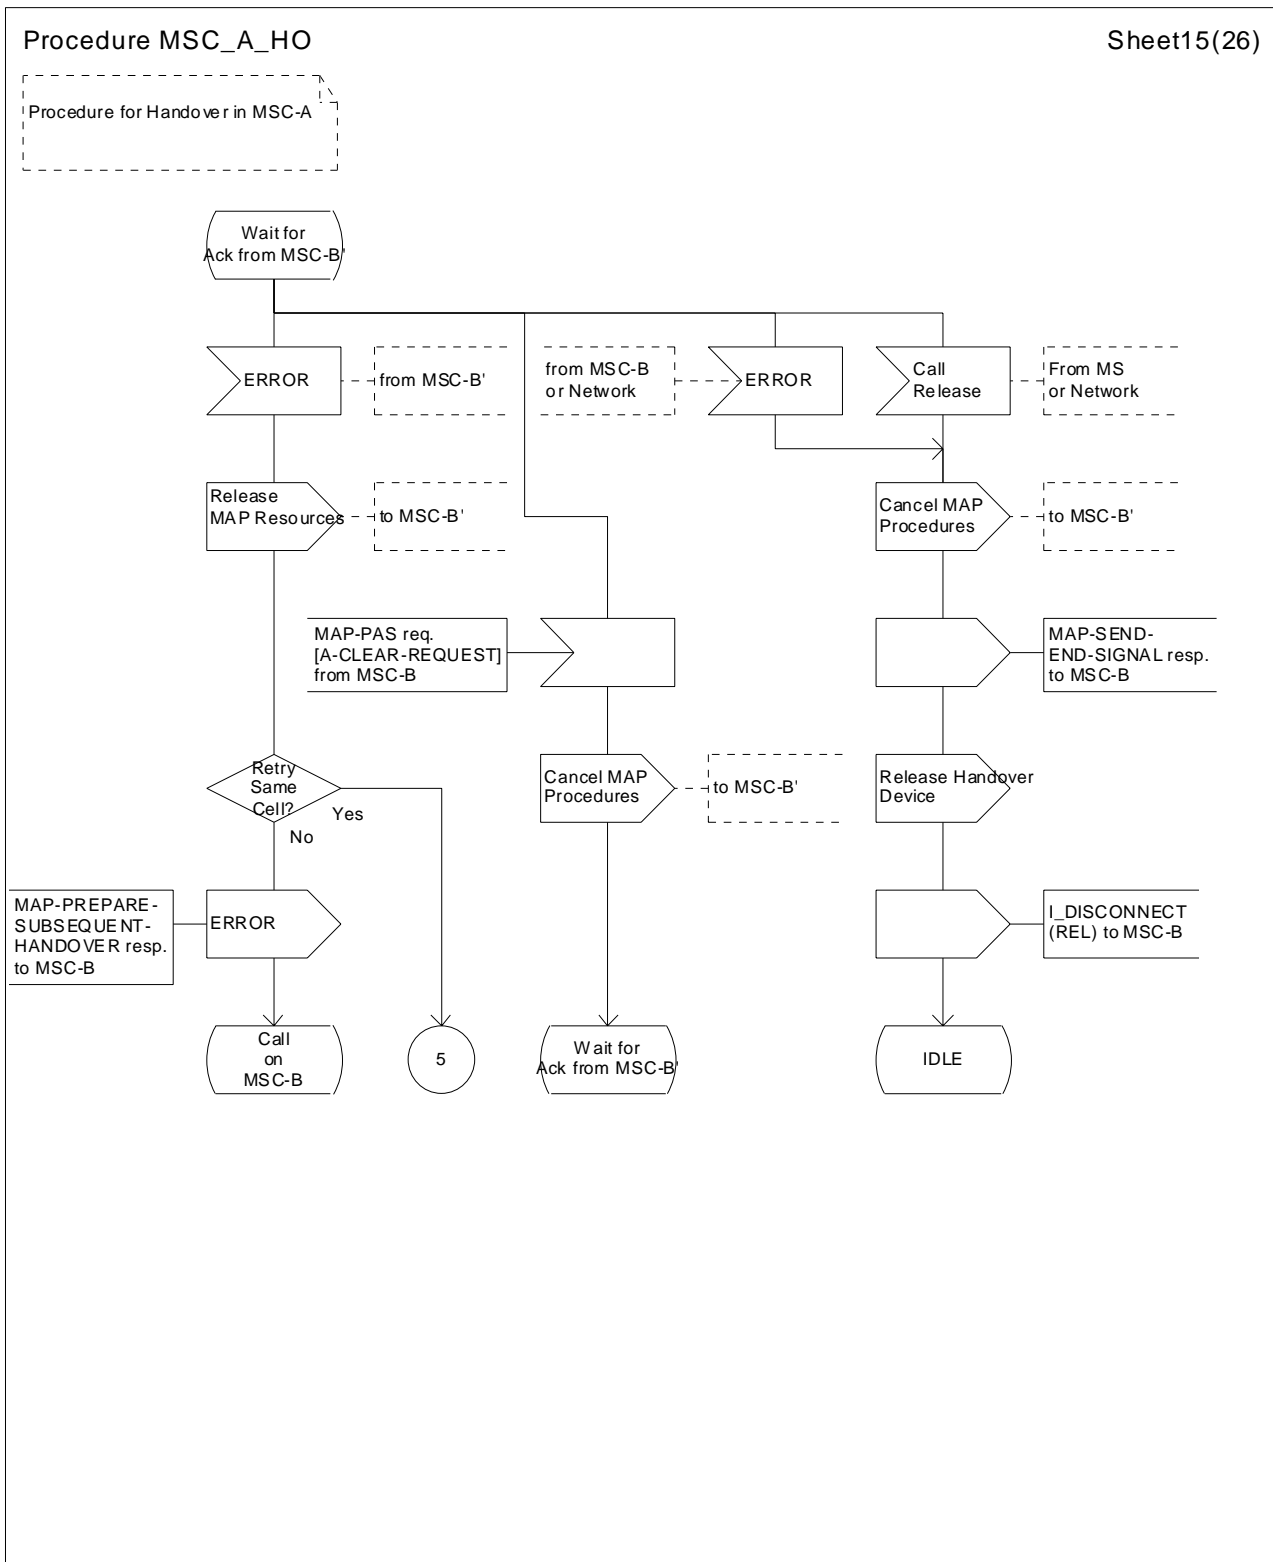 Procedure MSC_A_HO
Sheet15(26)
Procedure for Handover in MSC-A
Wait for
Ack from MSC-B'
ERROR
from MSC-B'
from MSC-B
or Network
ERROR
Call
Release
From MS
or Network
Release
MAP Resources
to MSC-B'
Cancel MAP
Procedures
to MSC-B'
MAP-PAS req.
[A-CLEAR-REQUEST]
from MSC-B
MAP-SEND-
END-SIGNAL resp.
to MSC-B
Retry
Same
Cell?
Yes
No
Cancel MAP
Procedures
to MSC-B'
Release Handover
Device
MAP-PREPARE-
SUBSEQUENT-
HANDOVER resp.
to MSC-B
ERROR
I_DISCONNECT
(REL) to MSC-B
Call
on
MSC-B
5
Wait for
Ack from MSC-B'
IDLE